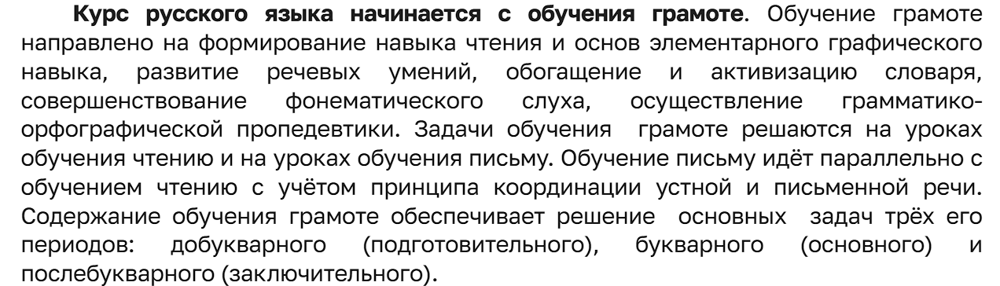 Курс русского языка начинается с обучения грамоте. Обучение грамоте
направлено на формирование навыка чтения и основ элементарного графического
навыка, развитие речевых умений, обогащение и активизацию словаря,
совершенствование фонематического слуха, осуществление грамматико-
орфографической пропедевтики. Задачи обучения грамоте решаются на уроках
обучения чтению и на уроках обучения письму. Обучение письму идёт параллельно с
обучением чтению с учётом принципа координации устной и письменной речи.
Содержание обучения грамоте обеспечивает решение основных задач трёх его
периодов: добукварного (подготовительного), букварного (основного) и
послебукварного (заключительного).